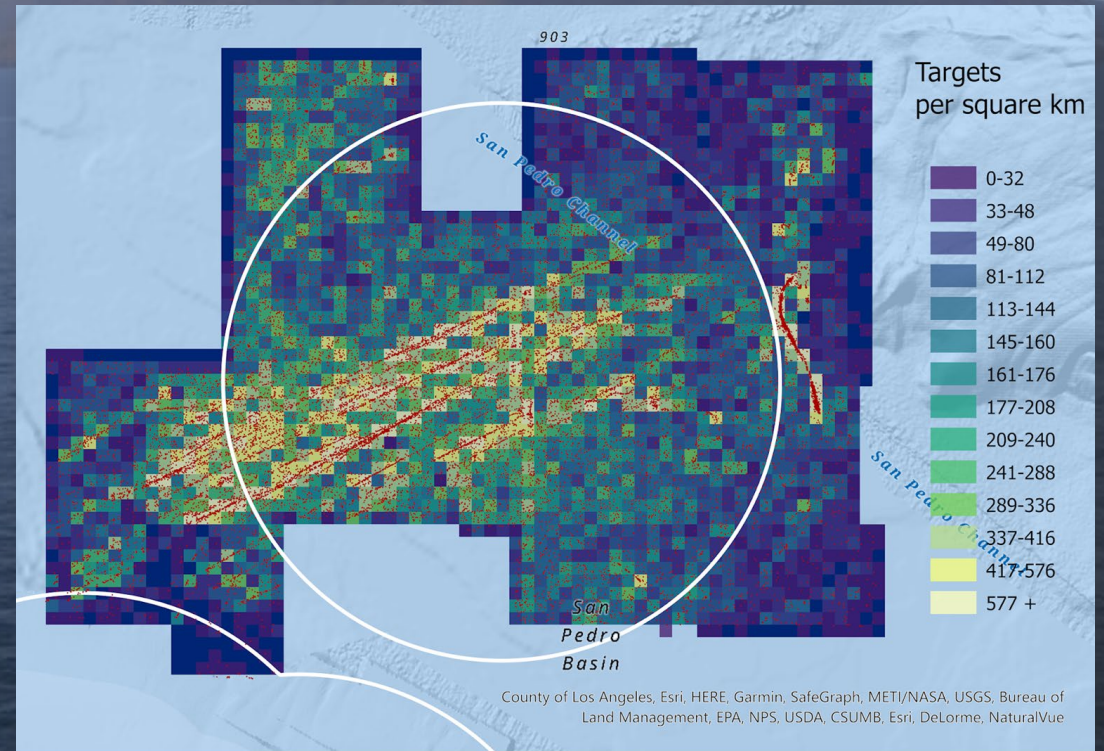 903
Targets
per square km
San Pedro Channel
0-32
33-48
49-80
81-112
113-144
145-160
161-176
177-208
209-240
241-288
289-336
337-416
417-576
577 +
San Pedro Channel
San
Pedro
Basin
County of Los Angeles, Esri, HERE, Garmin, SafeGraph, METI/NASA, USGS, Bureau of
Land Management, EPA, NPS, USDA, CSUMB, Esri, DeLorme, NaturalVue